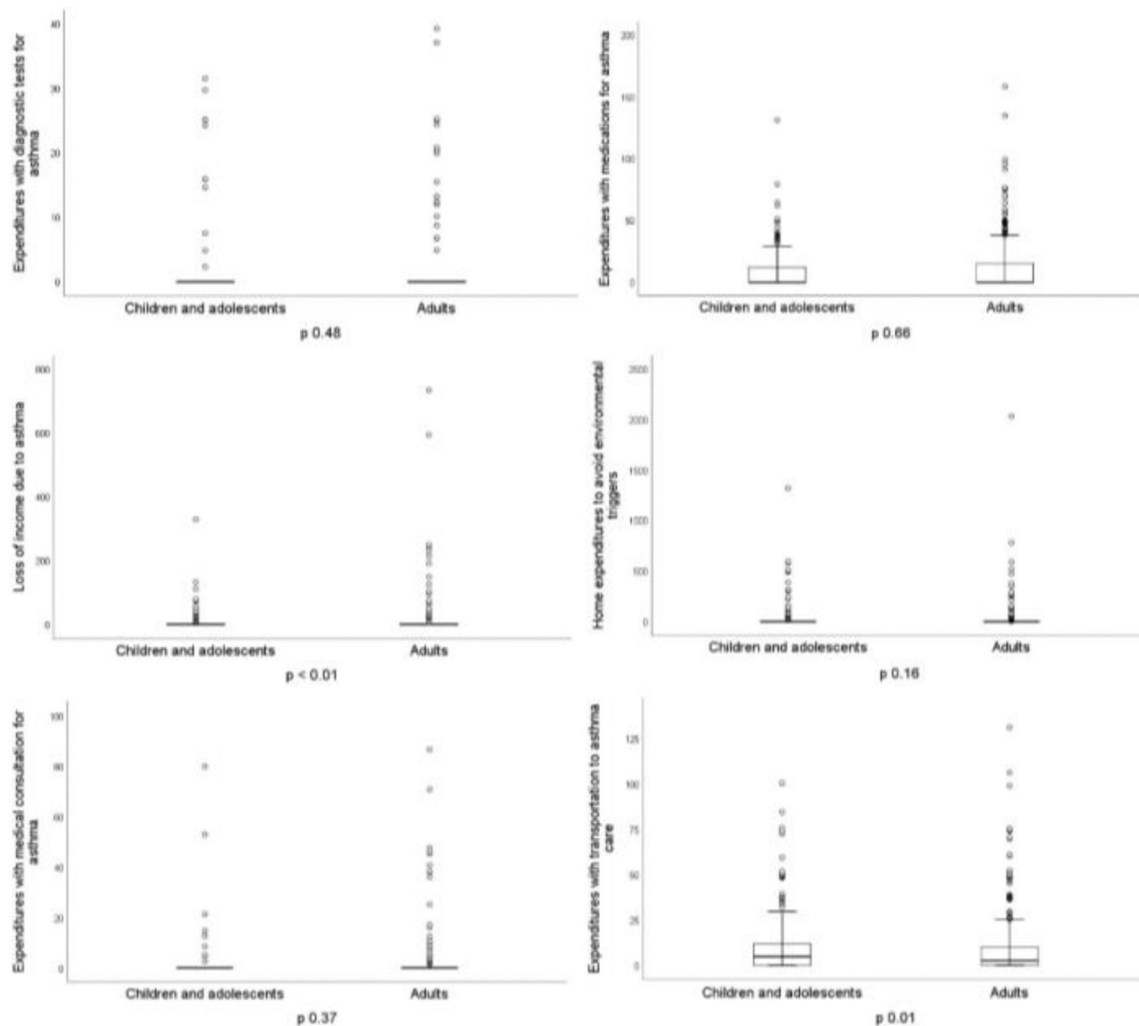 Expenditures with diagnostic tests for
asthma
40
30
20
10
0
Children and adolescents
Adults
p 0.48
Expenditures with medications for asthma
200
150
100
50
0
Children and adolescents
Adults
p 0.66
Loss of income due to asthma
800
600
400
200
0
Children and adolescents
Adults
p < 0.01
Home expenditures to avoid environmental
triggers
2500
2000
1500
1000
500
0
Children and adolescents
Adults
p 0.16
Expenditures with medical consultation for
asthma
100
80
60
40
20
0
Children and adolescents
Adults
p 0.37
Expenditures with transportation to asthma
care
125
100
75
50
25
0
Children and adolescents
Adults
p 0.01